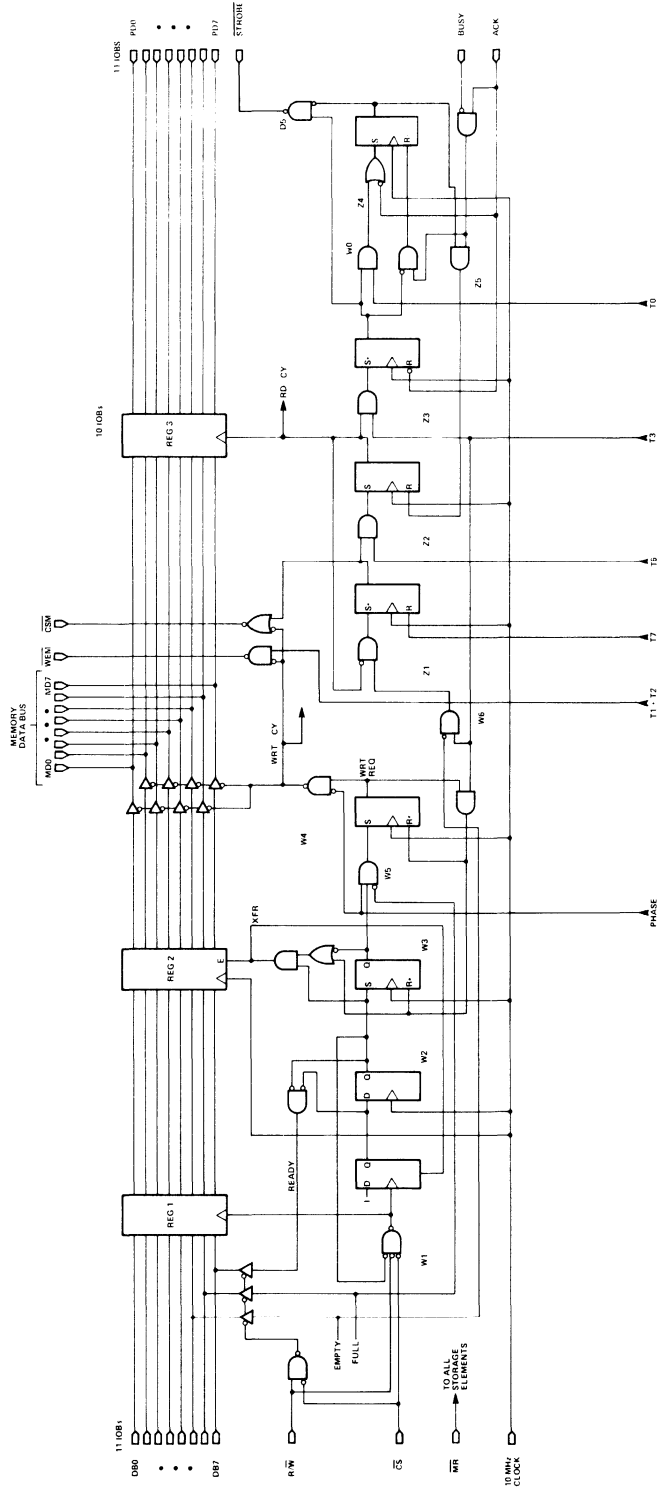 11 IOBs
DB0
DB7
R/W
CS
MR
10 MHz
CLOCK
TO ALL
STORAGE
ELEMENTS
EMPTY
FULL
REG 1
READY
W1
I
D
Q
D
Q
W2
S
Q
R*
W3
REG 2
E
XFR
W5
W4
S
R*
WRT
REQ
PHASE
WRT CY
W6
MEMORY
DATA BUS
MD0
MD7
WEM
CSM
T1 · T2
Z1
S*
R
T7
T6
Z2
S
R
RD CY
REG 3
10 IOBs
T3
Z3
S*
R
T0
W0
Z4
Z5
S
R
D5
11 IOBS
PD0
PD7
STROBE
BUSY
ACK